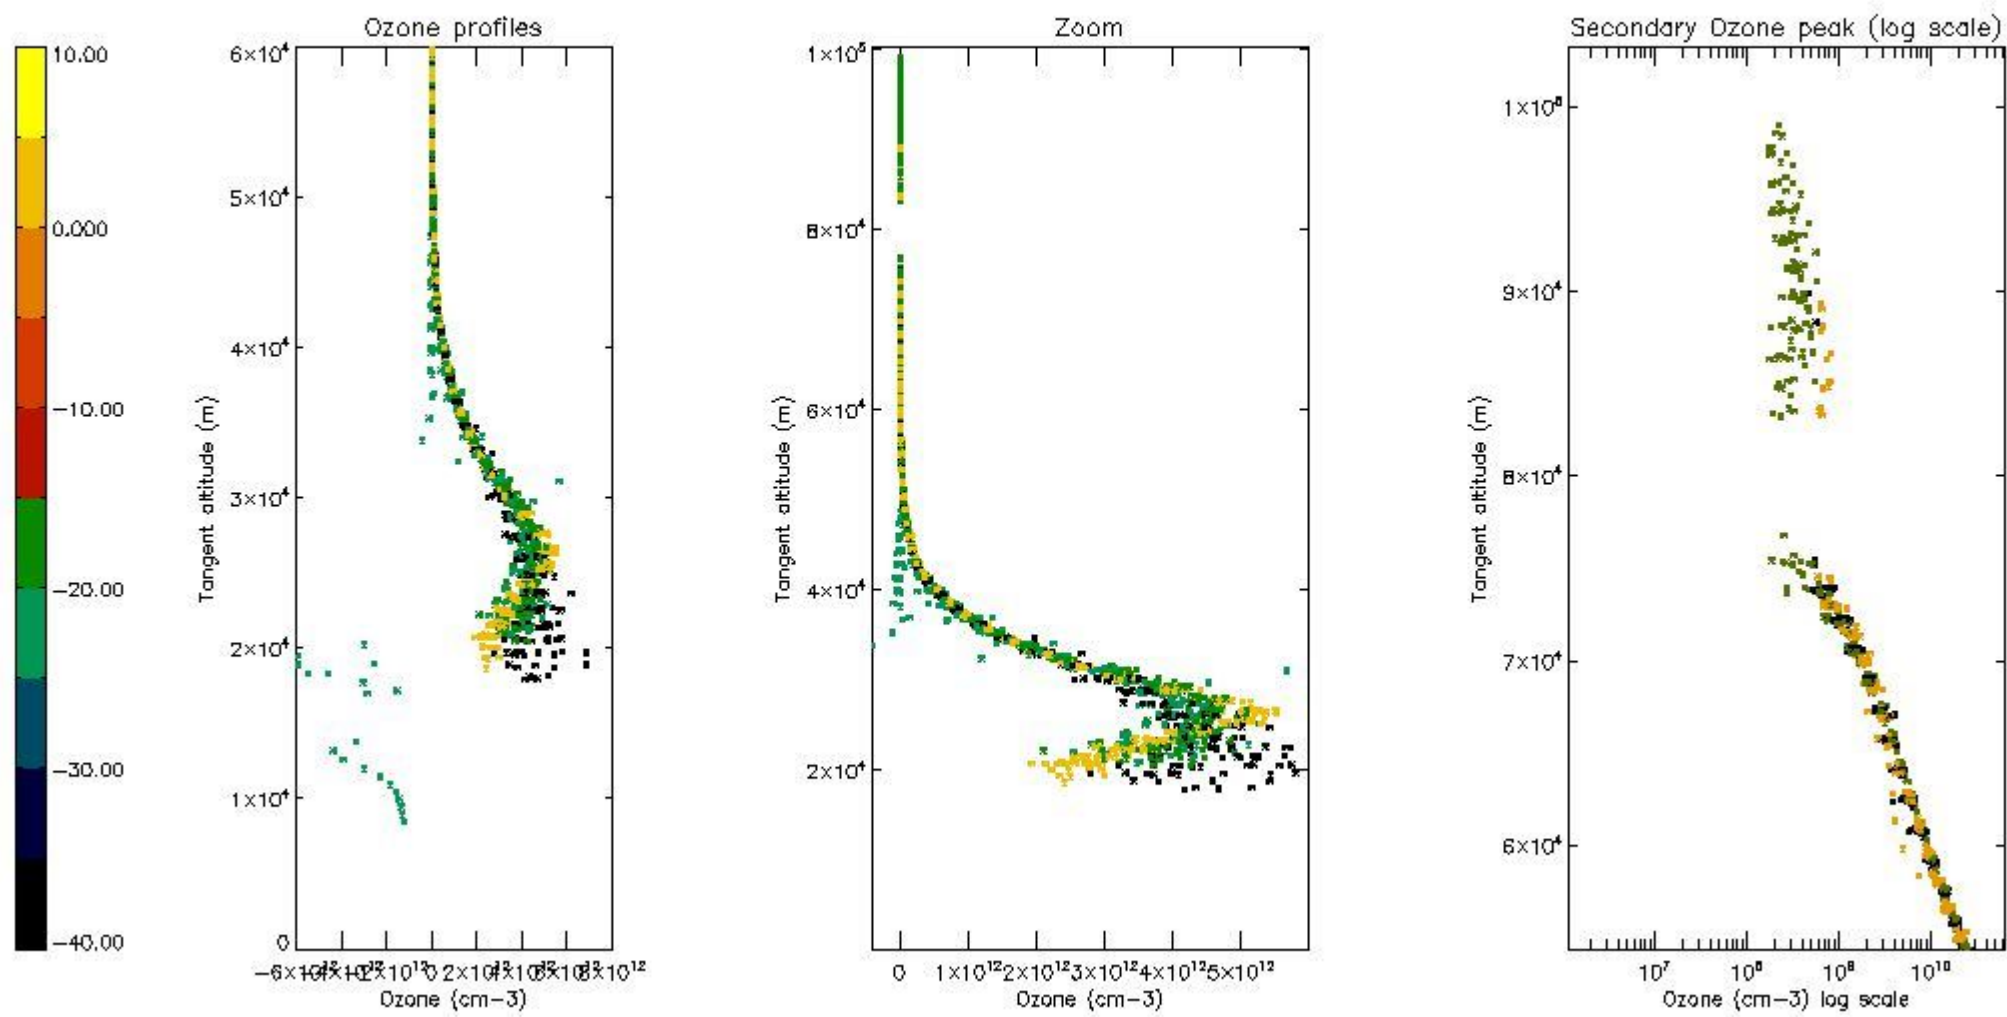 Ozone profiles
Zoom
Secondary Ozone peak (log scale)
10.00
0.000
−10.00
−20.00
−30.00
−40.00
Tangent altitude (m)
6×10⁴
5×10⁴
4×10⁴
3×10⁴
2×10⁴
1×10⁴
0
0
8×10¹²
Ozone (cm−3)
Tangent altitude (m)
1×10⁵
8×10⁴
6×10⁴
4×10⁴
2×10⁴
0 1×10¹² 2×10¹² 3×10¹² 4×10¹² 5×10¹²
Ozone (cm−3)
Tangent altitude (m)
9×10⁴
8×10⁴
7×10⁴
6×10⁴
10⁷ 10⁸ 10⁹ 10¹⁰
Ozone (cm−3) log scale